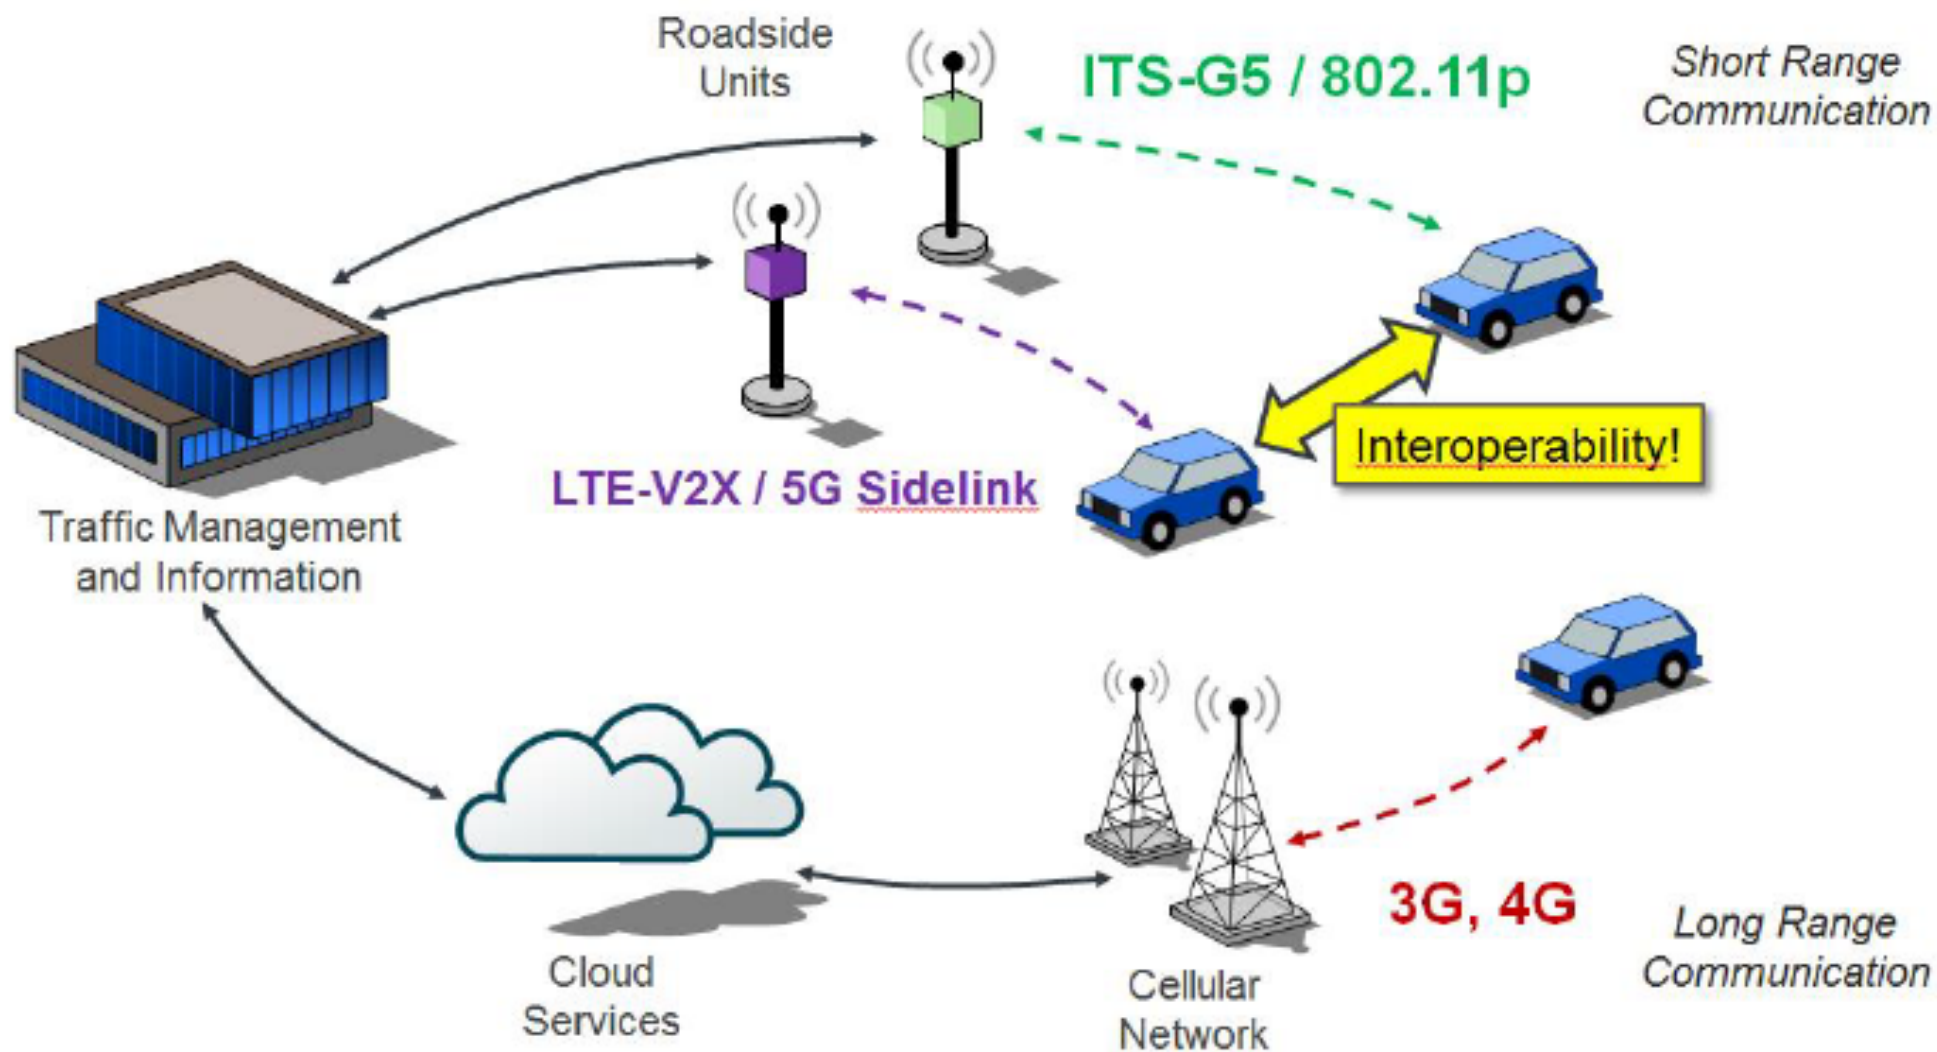 Roadside
Units
ITS-G5 / 802.11p
Short Range
Communication
Interoperability!
LTE-V2X / 5G Sidelink
Traffic Management
and Information
3G, 4G
Long Range
Communication
Cloud
Services
Cellular
Network